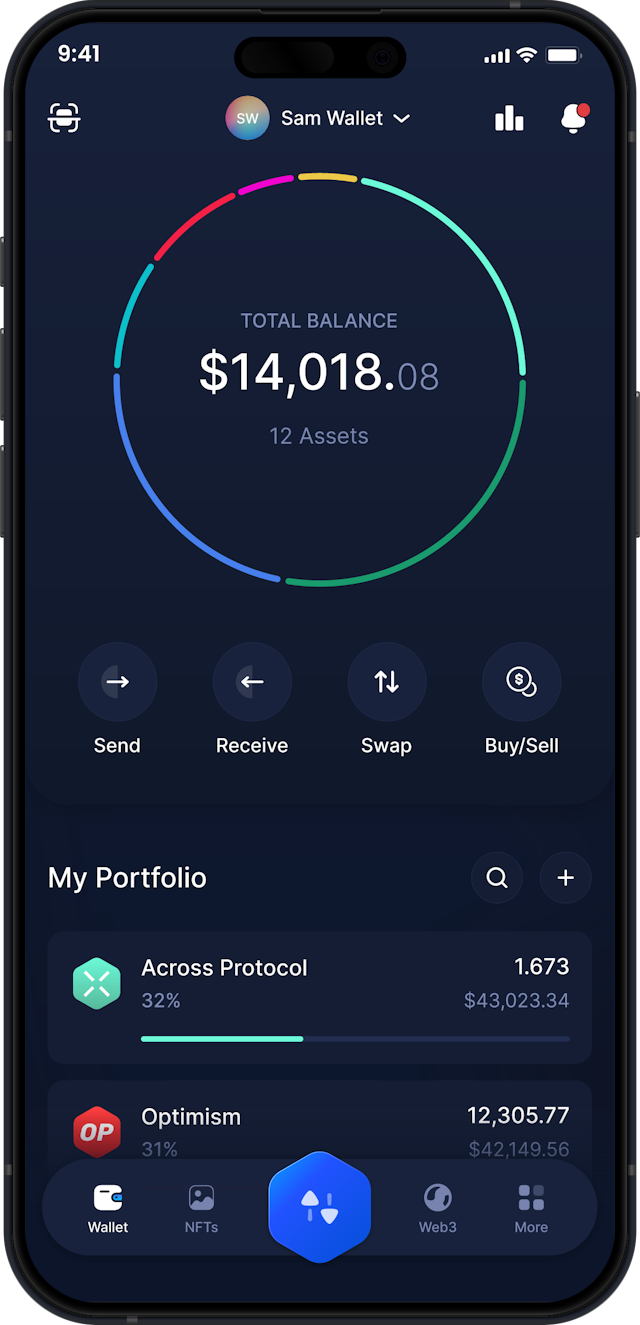 9:41
SW Sam Wallet
TOTAL BALANCE
$14,018.08
12 Assets
Send Receive Swap Buy/Sell
My Portfolio
Across Protocol 1.673
32% $43,023.34
OP Optimism 12,305.77
31% $42,149.56
Wallet NFTs Web3 More